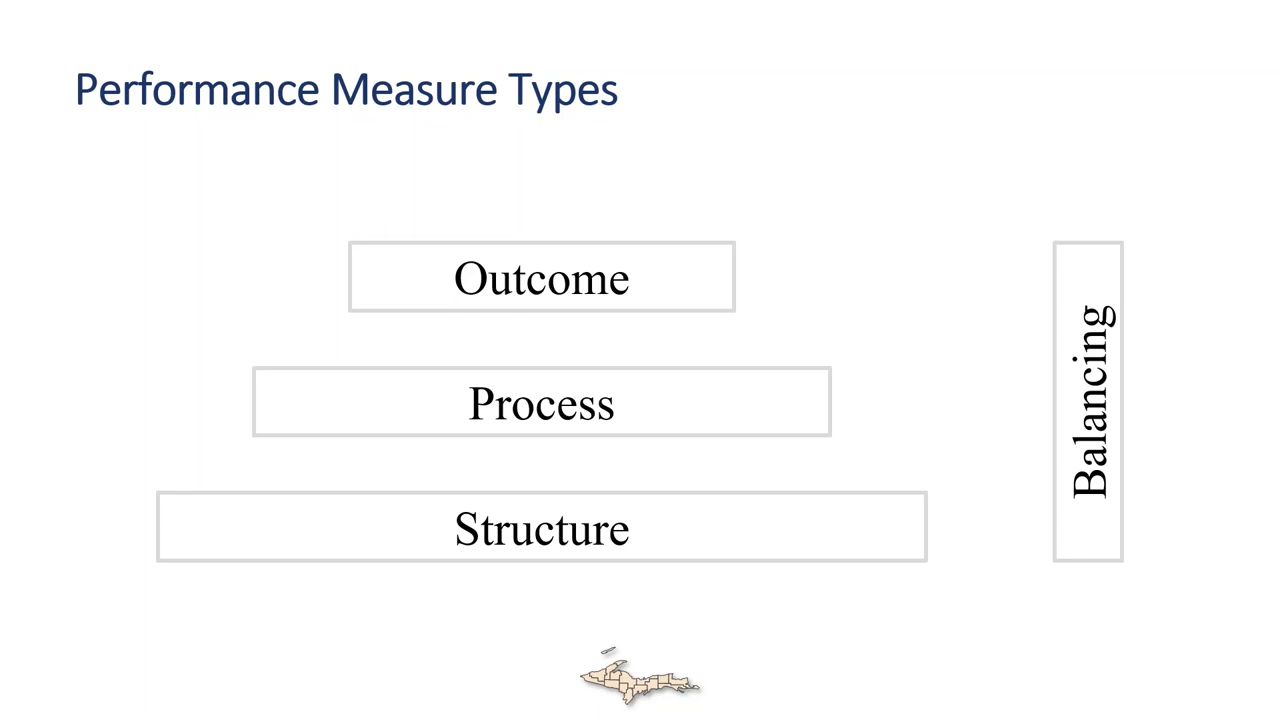 Performance Measure Types
Outcome
Process
Structure
Balancing